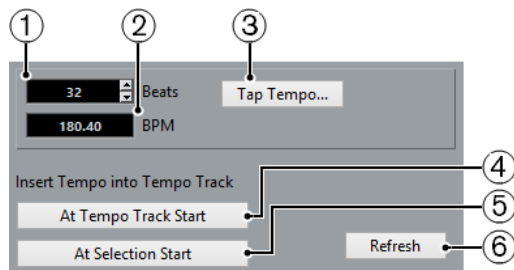 1 2 3
32 Beats Tap Tempo...
180.40 BPM
Insert Tempo into Tempo Track
At Tempo Track Start 4
At Selection Start 5
Refresh 6